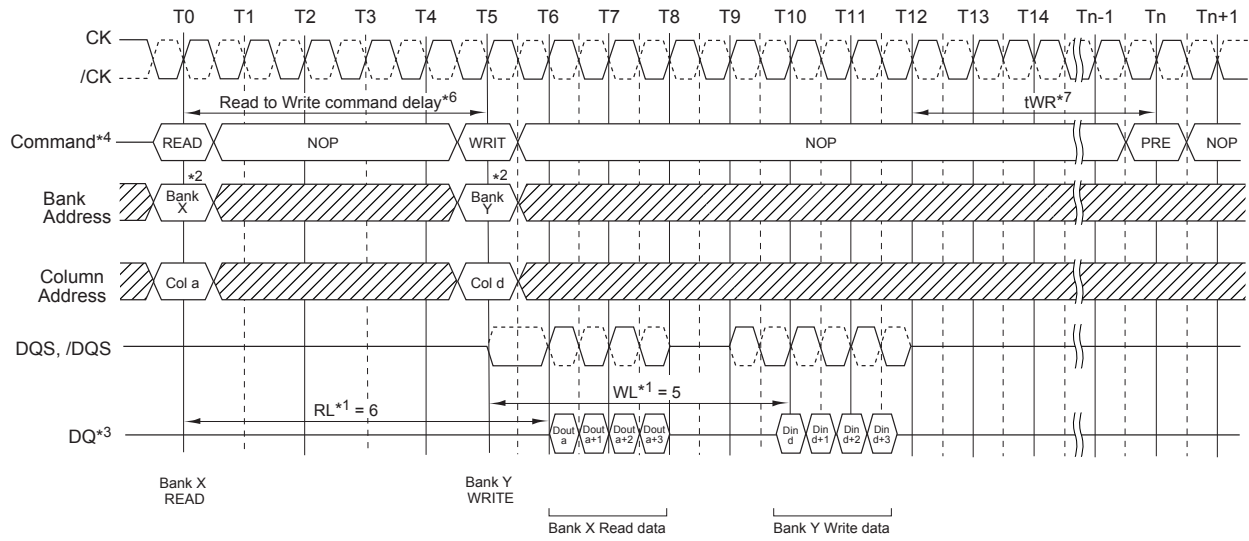 T0 T1 T2 T3 T4 T5 T6 T7 T8 T9 T10 T11 T12 T13 T14 Tn-1 Tn Tn+1
CK
/CK
Read to Write command delay*6 tWR*7
Command*4 READ NOP WRIT NOP PRE NOP
*2 *2
Bank Address Bank X Bank Y
Column Address Col a Col d
DQS, /DQS
RL*1 = 6 WL*1 = 5
DQ*3 Dout a Dout a+1 Dout a+2 Dout a+3 Din d Din d+1 Din d+2 Din d+3
Bank X READ Bank Y WRITE
Bank X Read data Bank Y Write data